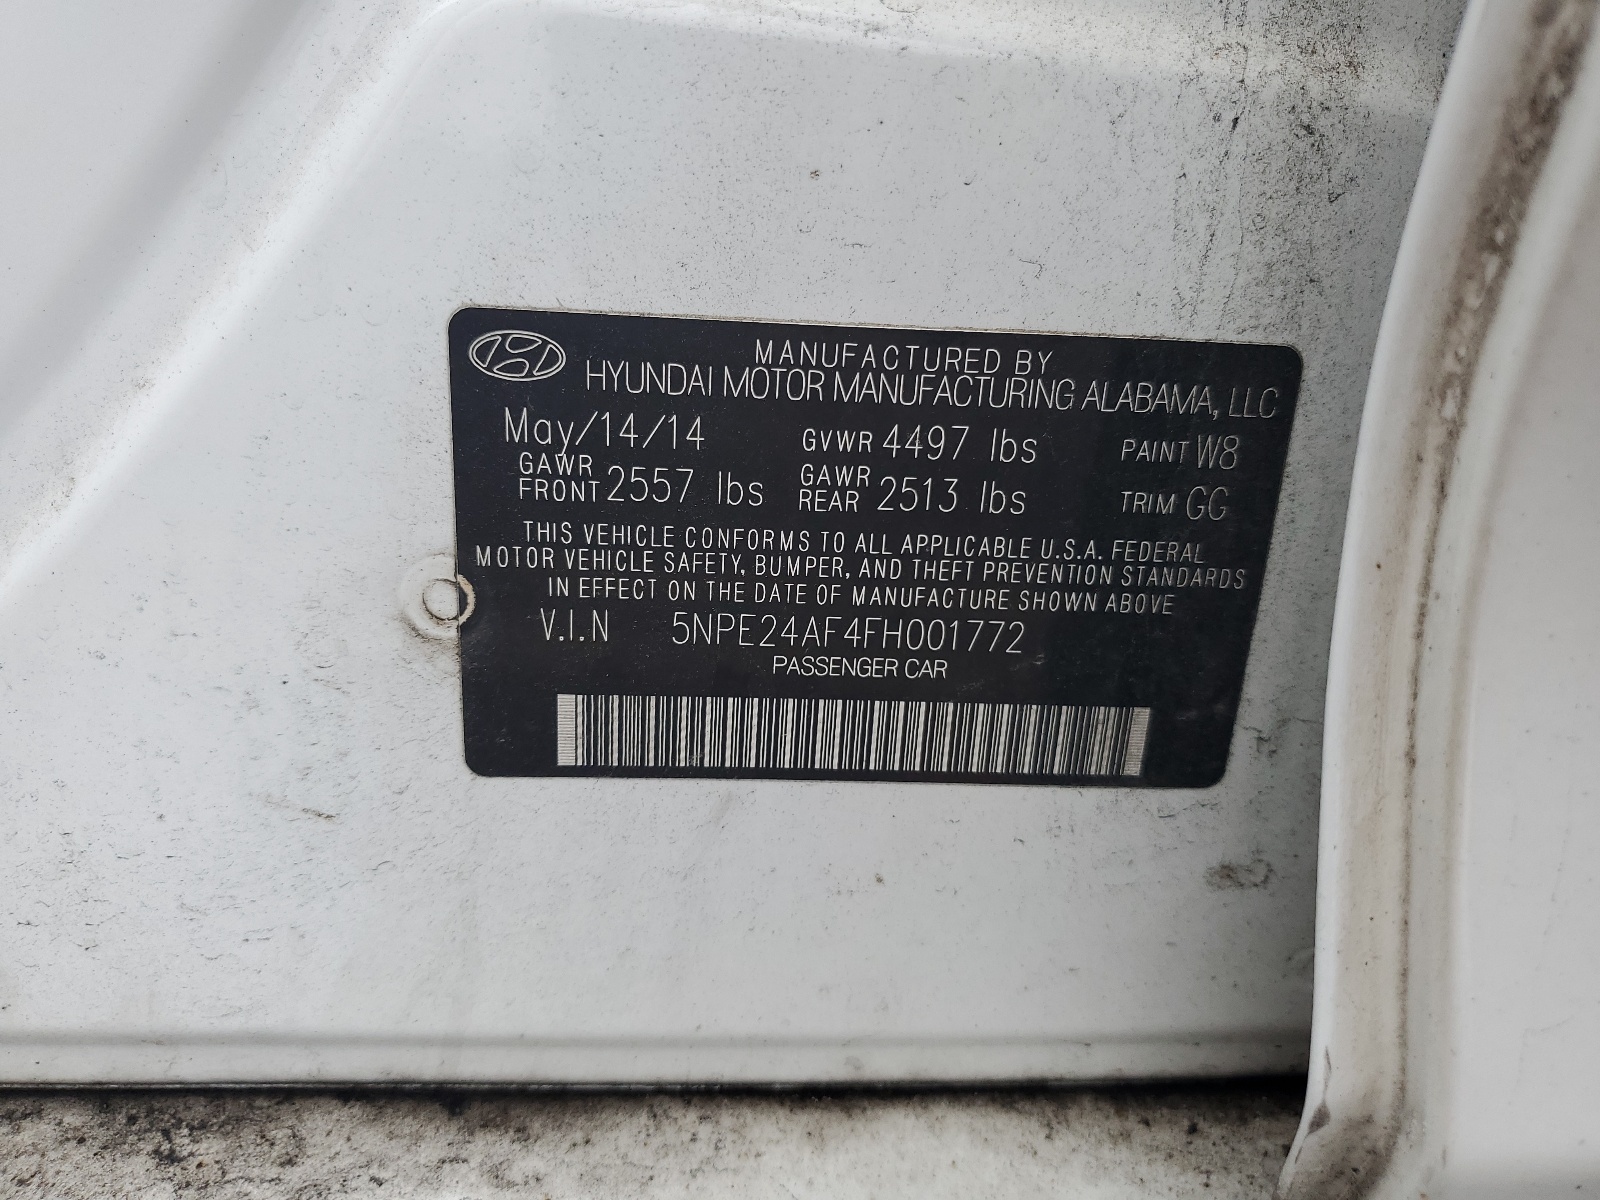 MANUFACTURED BY
HYUNDAI MOTOR MANUFACTURING ALABAMA, LLC
May/14/14 GVWR 4497 lbs PAINT W8
GAWR FRONT 2557 lbs GAWR REAR 2513 lbs TRIM GG
THIS VEHICLE CONFORMS TO ALL APPLICABLE U.S.A. FEDERAL
MOTOR VEHICLE SAFETY, BUMPER, AND THEFT PREVENTION STANDARDS
IN EFFECT ON THE DATE OF MANUFACTURE SHOWN ABOVE
V.I.N 5NPE24AF4FH001772
PASSENGER CAR